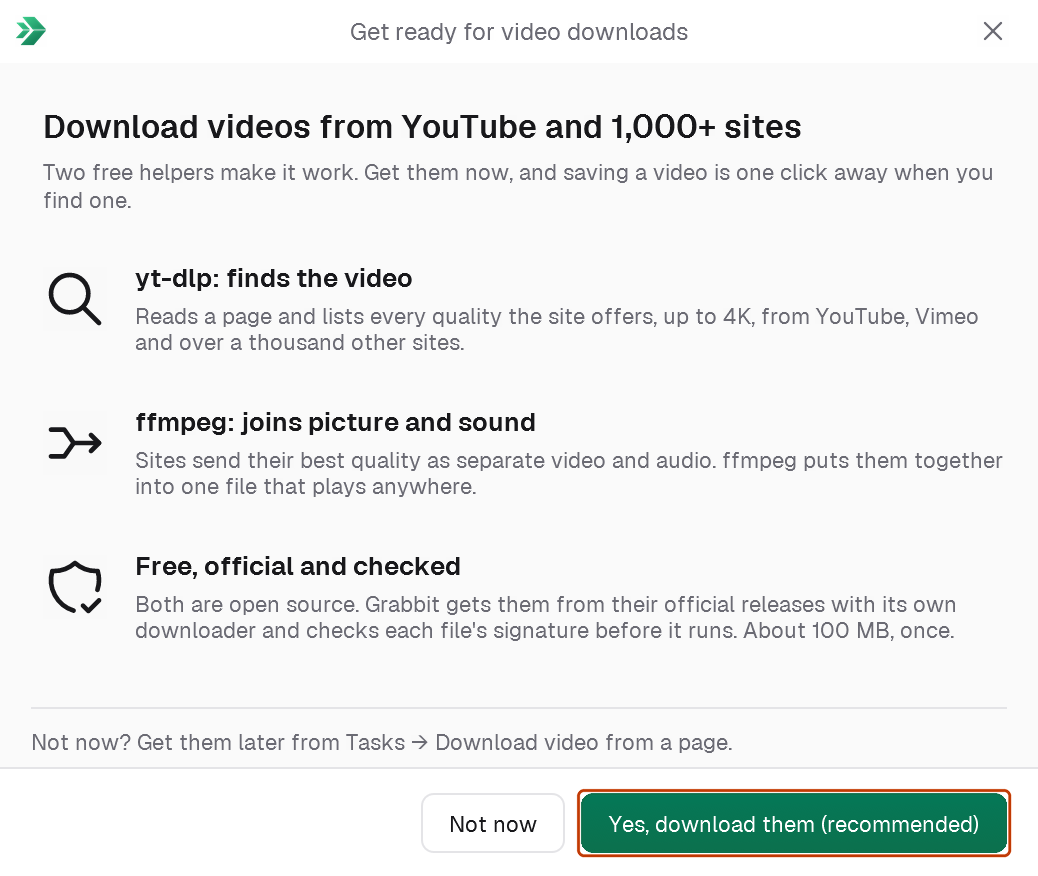 Get ready for video downloads
Download videos from YouTube and 1,000+ sites
Two free helpers make it work. Get them now, and saving a video is one click away when you
find one.
yt-dlp: finds the video
Reads a page and lists every quality the site offers, up to 4K, from YouTube, Vimeo
and over a thousand other sites.
ffmpeg: joins picture and sound
Sites send their best quality as separate video and audio. ffmpeg puts them together
into one file that plays anywhere.
Free, official and checked
Both are open source. Grabbit gets them from their official releases with its own
downloader and checks each file's signature before it runs. About 100 MB, once.
Not now? Get them later from Tasks → Download video from a page.
Not now
Yes, download them (recommended)